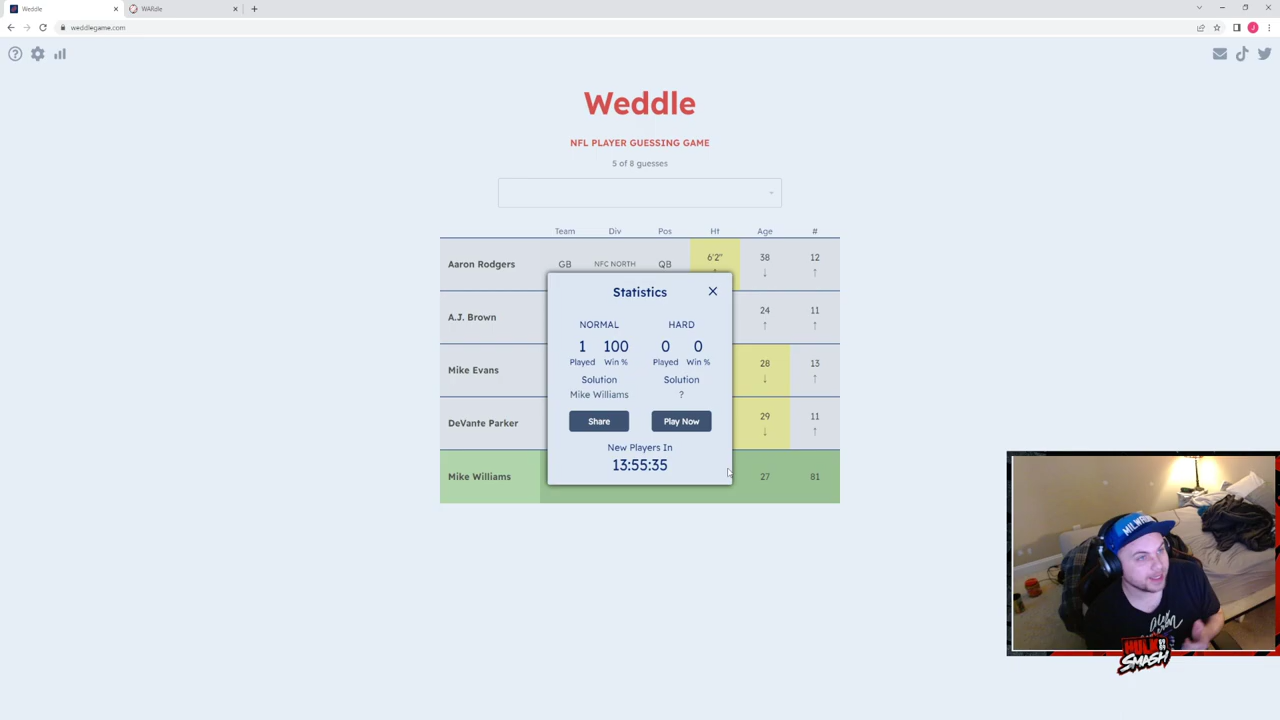 Weddle
WARdle
weddlegame.com
J
Weddle
NFL PLAYER GUESSING GAME
5 of 8 guesses
Team Div Pos Ht Age #
Aaron Rodgers GB NFC NORTH QB 6'2" 38 12
A.J. Brown 24 11
Mike Evans 28 13
DeVante Parker 29 11
Mike Williams 27 81
Statistics
NORMAL HARD
1 100 0 0
Played Win % Played Win %
Solution Solution
Mike Williams ?
Share Play Now
New Players In
13:55:35
HULK
SMASH